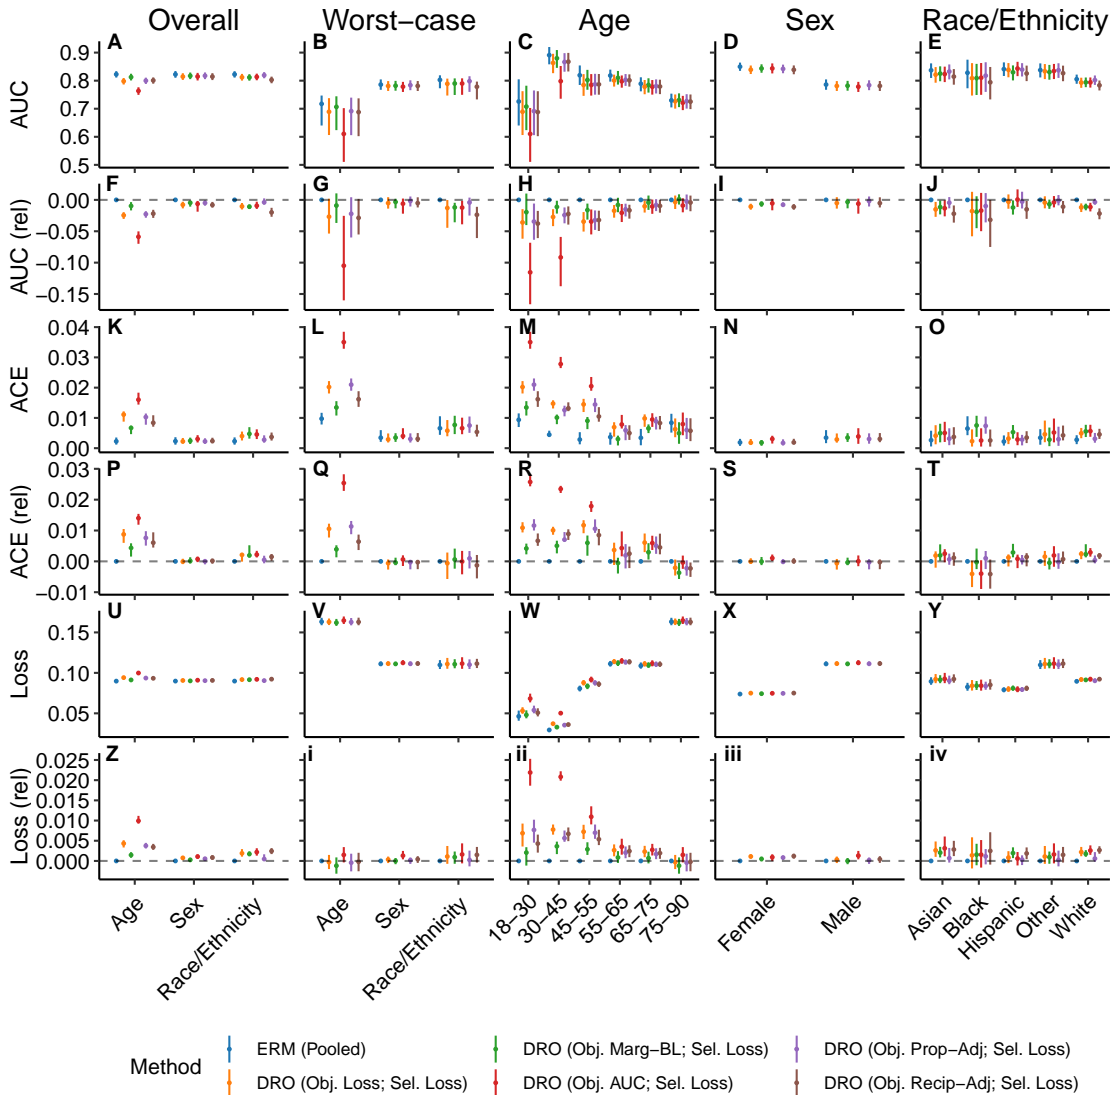 Overall Worst−case Age Sex Race/Ethnicity
A B C D E
AUC
0.9
0.8
0.7
0.6
0.5
F G H I J
AUC (rel)
0.00
−0.05
−0.10
−0.15
K L M N O
ACE
0.04
0.03
0.02
0.01
0.00
P Q R S T
ACE (rel)
0.03
0.02
0.01
0.00
−0.01
U V W X Y
Loss
0.15
0.10
0.05
Z i ii iii iv
Loss (rel)
0.025
0.020
0.015
0.010
0.005
0.000
Age Sex Race/Ethnicity Age Sex Race/Ethnicity 18−30 30−45 45−55 55−65 65−75 75−90 Female Male Asian Black Hispanic Other White
Method
ERM (Pooled) DRO (Obj. Marg−BL; Sel. Loss) DRO (Obj. Prop−Adj; Sel. Loss)
DRO (Obj. Loss; Sel. Loss) DRO (Obj. AUC; Sel. Loss) DRO (Obj. Recip−Adj; Sel. Loss)